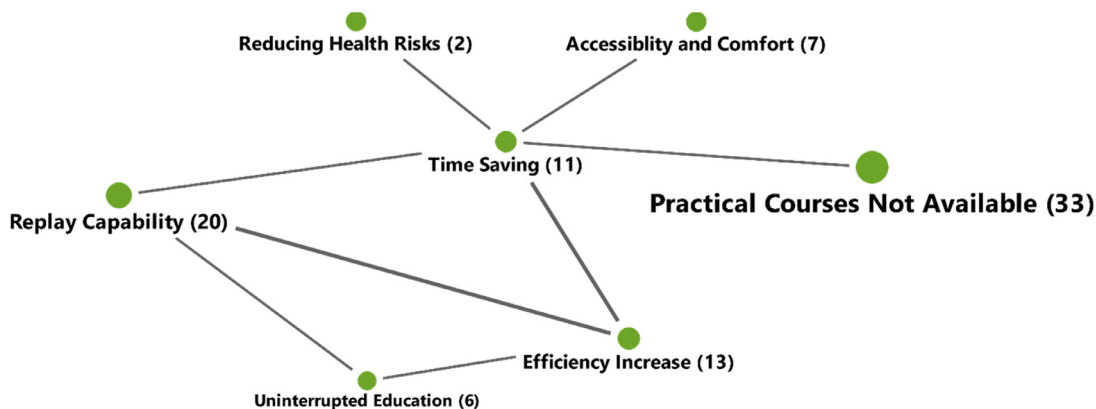 Reducing Health Risks (2)
Accessiblity and Comfort (7)
Time Saving (11)
Practical Courses Not Available (33)
Replay Capability (20)
Efficiency Increase (13)
Uninterrupted Education (6)